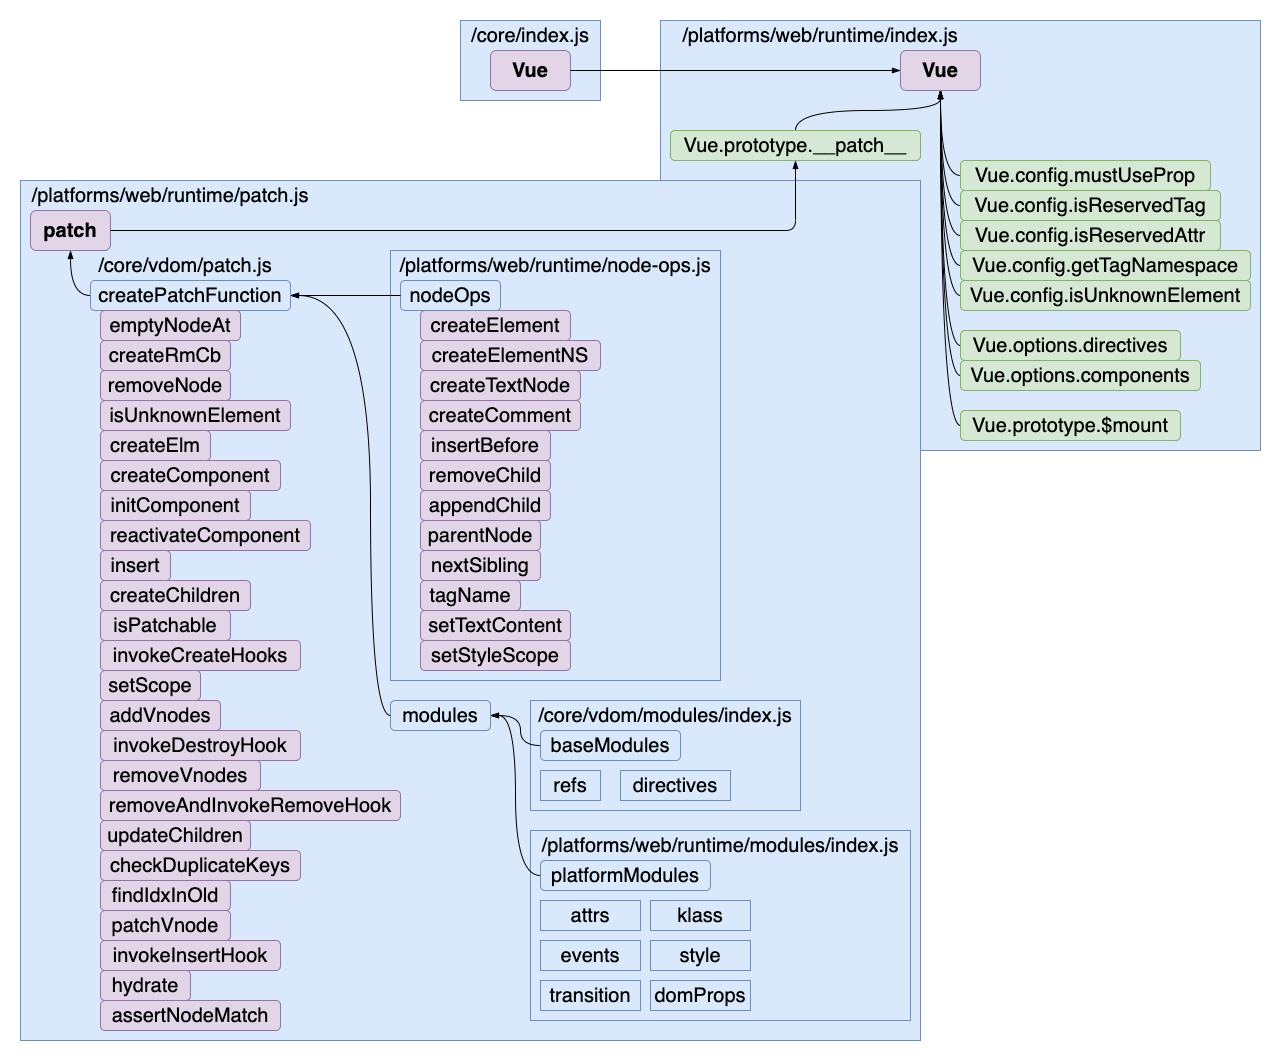 /core/index.js
Vue
/platforms/web/runtime/index.js
Vue
Vue.prototype.__patch__
Vue.config.mustUseProp
Vue.config.isReservedTag
Vue.config.isReservedAttr
Vue.config.getTagNamespace
Vue.config.isUnknownElement
Vue.options.directives
Vue.options.components
Vue.prototype.$mount
/platforms/web/runtime/patch.js
patch
/core/vdom/patch.js
createPatchFunction
emptyNodeAt
createRmCb
removeNode
isUnknownElement
createElm
createComponent
initComponent
reactivateComponent
insert
createChildren
isPatchable
invokeCreateHooks
setScope
addVnodes
invokeDestroyHook
removeVnodes
removeAndInvokeRemoveHook
updateChildren
checkDuplicateKeys
findIdxInOld
patchVnode
invokeInsertHook
hydrate
assertNodeMatch
/platforms/web/runtime/node-ops.js
nodeOps
createElement
createElementNS
createTextNode
createComment
insertBefore
removeChild
appendChild
parentNode
nextSibling
tagName
setTextContent
setStyleScope
modules
/core/vdom/modules/index.js
baseModules
refs directives
/platforms/web/runtime/modules/index.js
platformModules
attrs klass
events style
transition domProps